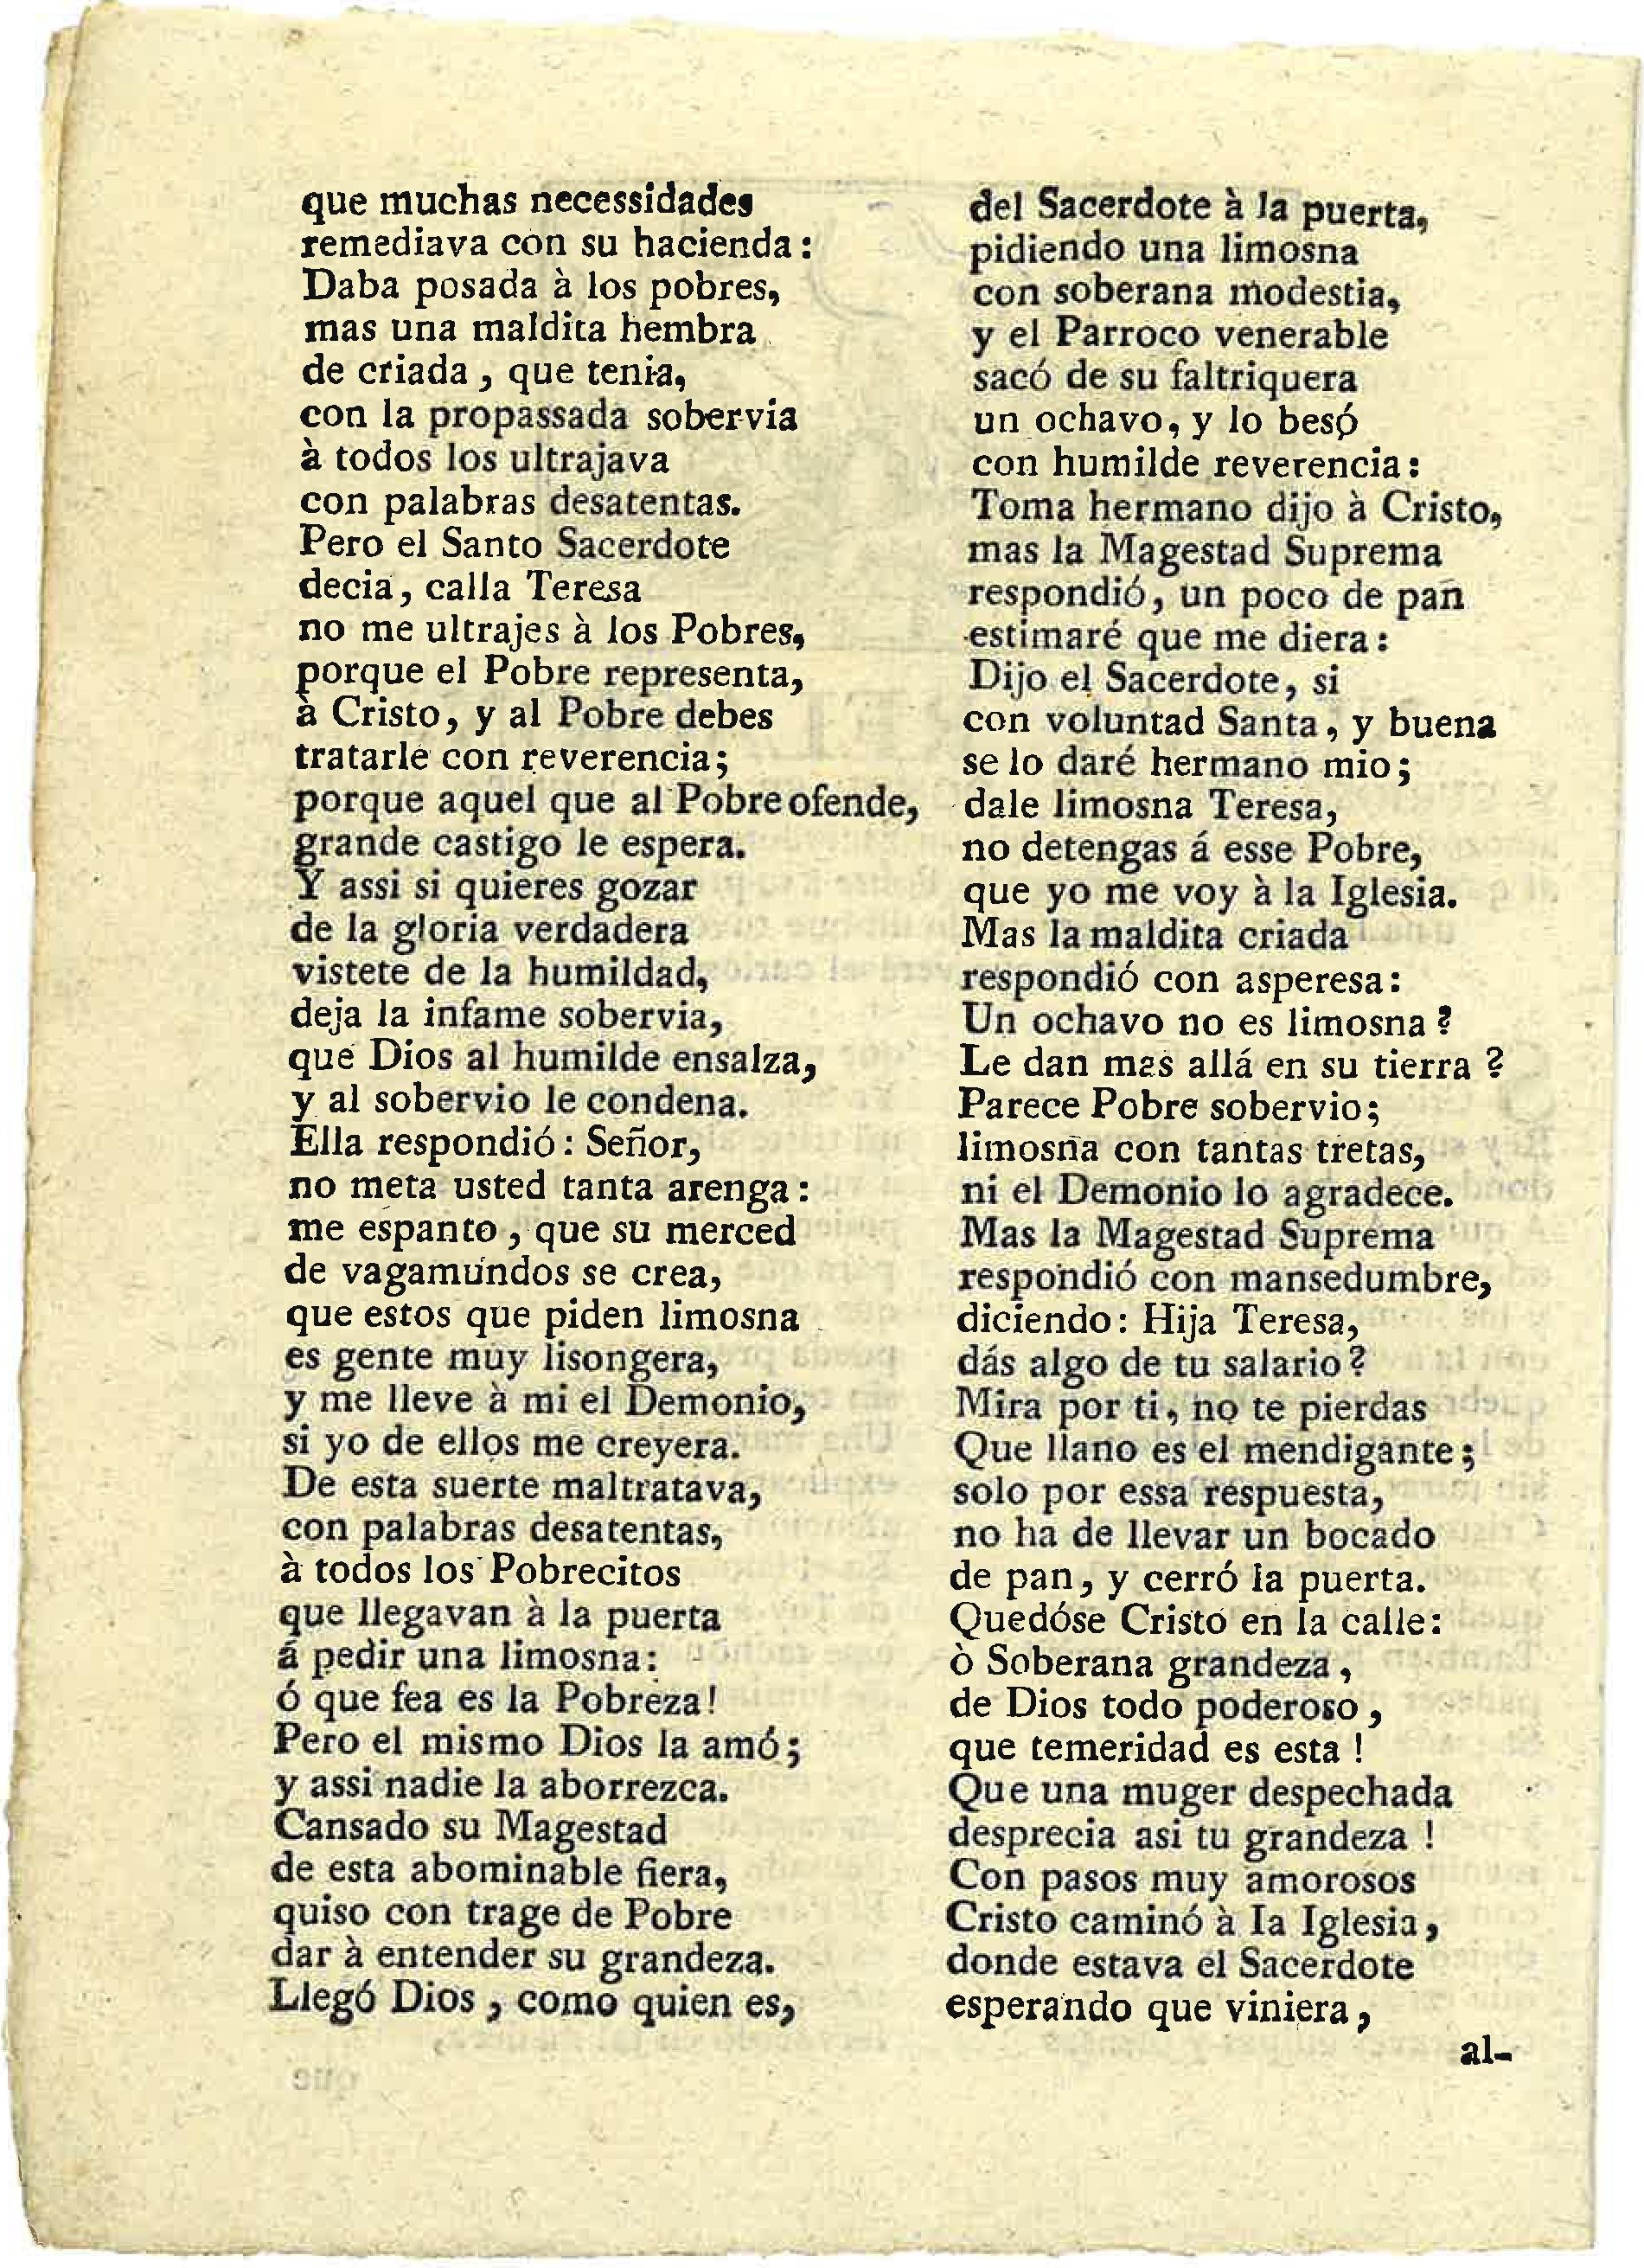 que muchas necessidades
remediava con su hacienda:
Daba posada à los pobres,
mas una maldita hembra
de criada, que tenia,
con la propassada sobervia
à todos los ultrajava
con palabras desatentas.
Pero el Santo Sacerdote
decia, calla Teresa
no me ultrajes à los Pobres,
porque el Pobre representa,
à Cristo, y al Pobre debes
tratarle con reverencia;
porque aquel que al Pobre ofende,
grande castigo le espera.
Y assi si quieres gozar
de la gloria verdadera
vistete de la humildad,
deja la infame sobervia,
que Dios al humilde ensalza,
y al sobervio le condena.
Ella respondió: Señor,
no meta usted tanta arenga:
me espanto, que su merced
de vagamundos se crea,
que estos que piden limosna
es gente muy lisongera,
y me lleve à mi el Demonio,
si yo de ellos me creyera.
De esta suerte maltratava,
con palabras desatentas,
à todos los Pobrecitos
que llegavan à la puerta
á pedir una limosna:
ó que fea es la Pobreza!
Pero el mismo Dios la amó;
y assi nadie la aborrezca.
Cansado su Magestad
de esta abominable fiera,
quiso con trage de Pobre
dar à entender su grandeza.
Llegó Dios, como quien es,
del Sacerdote à la puerta,
pidiendo una limosna
con soberana modestia,
y el Parroco venerable
sacó de su faltriquera
un ochavo, y lo besó
con humilde reverencia:
Toma hermano dijo à Cristo,
mas la Magestad Suprema
respondió, un poco de pan
estimaré que me diera:
Dijo el Sacerdote, si
con voluntad Santa, y buena
se lo daré hermano mio;
dale limosna Teresa,
no detengas á esse Pobre,
que yo me voy à la Iglesia.
Mas la maldita criada
respondió con asperesa:
Un ochavo no es limosna?
Le dan mas allá en su tierra?
Parece Pobre sobervio;
limosna con tantas tretas,
ni el Demonio lo agradece.
Mas la Magestad Suprema
respondió con mansedumbre,
diciendo: Hija Teresa,
dás algo de tu salario?
Mira por ti, no te pierdas
Que llano es el mendigante;
solo por essa respuesta,
no ha de llevar un bocado
de pan, y cerró la puerta.
Quedóse Cristo en la calle:
ò Soberana grandeza,
de Dios todo poderoso,
que temeridad es esta!
Que una muger despechada
desprecia asi tu grandeza!
Con pasos muy amorosos
Cristo caminó à la Iglesia,
donde estava el Sacerdote
esperando que viniera,
al-